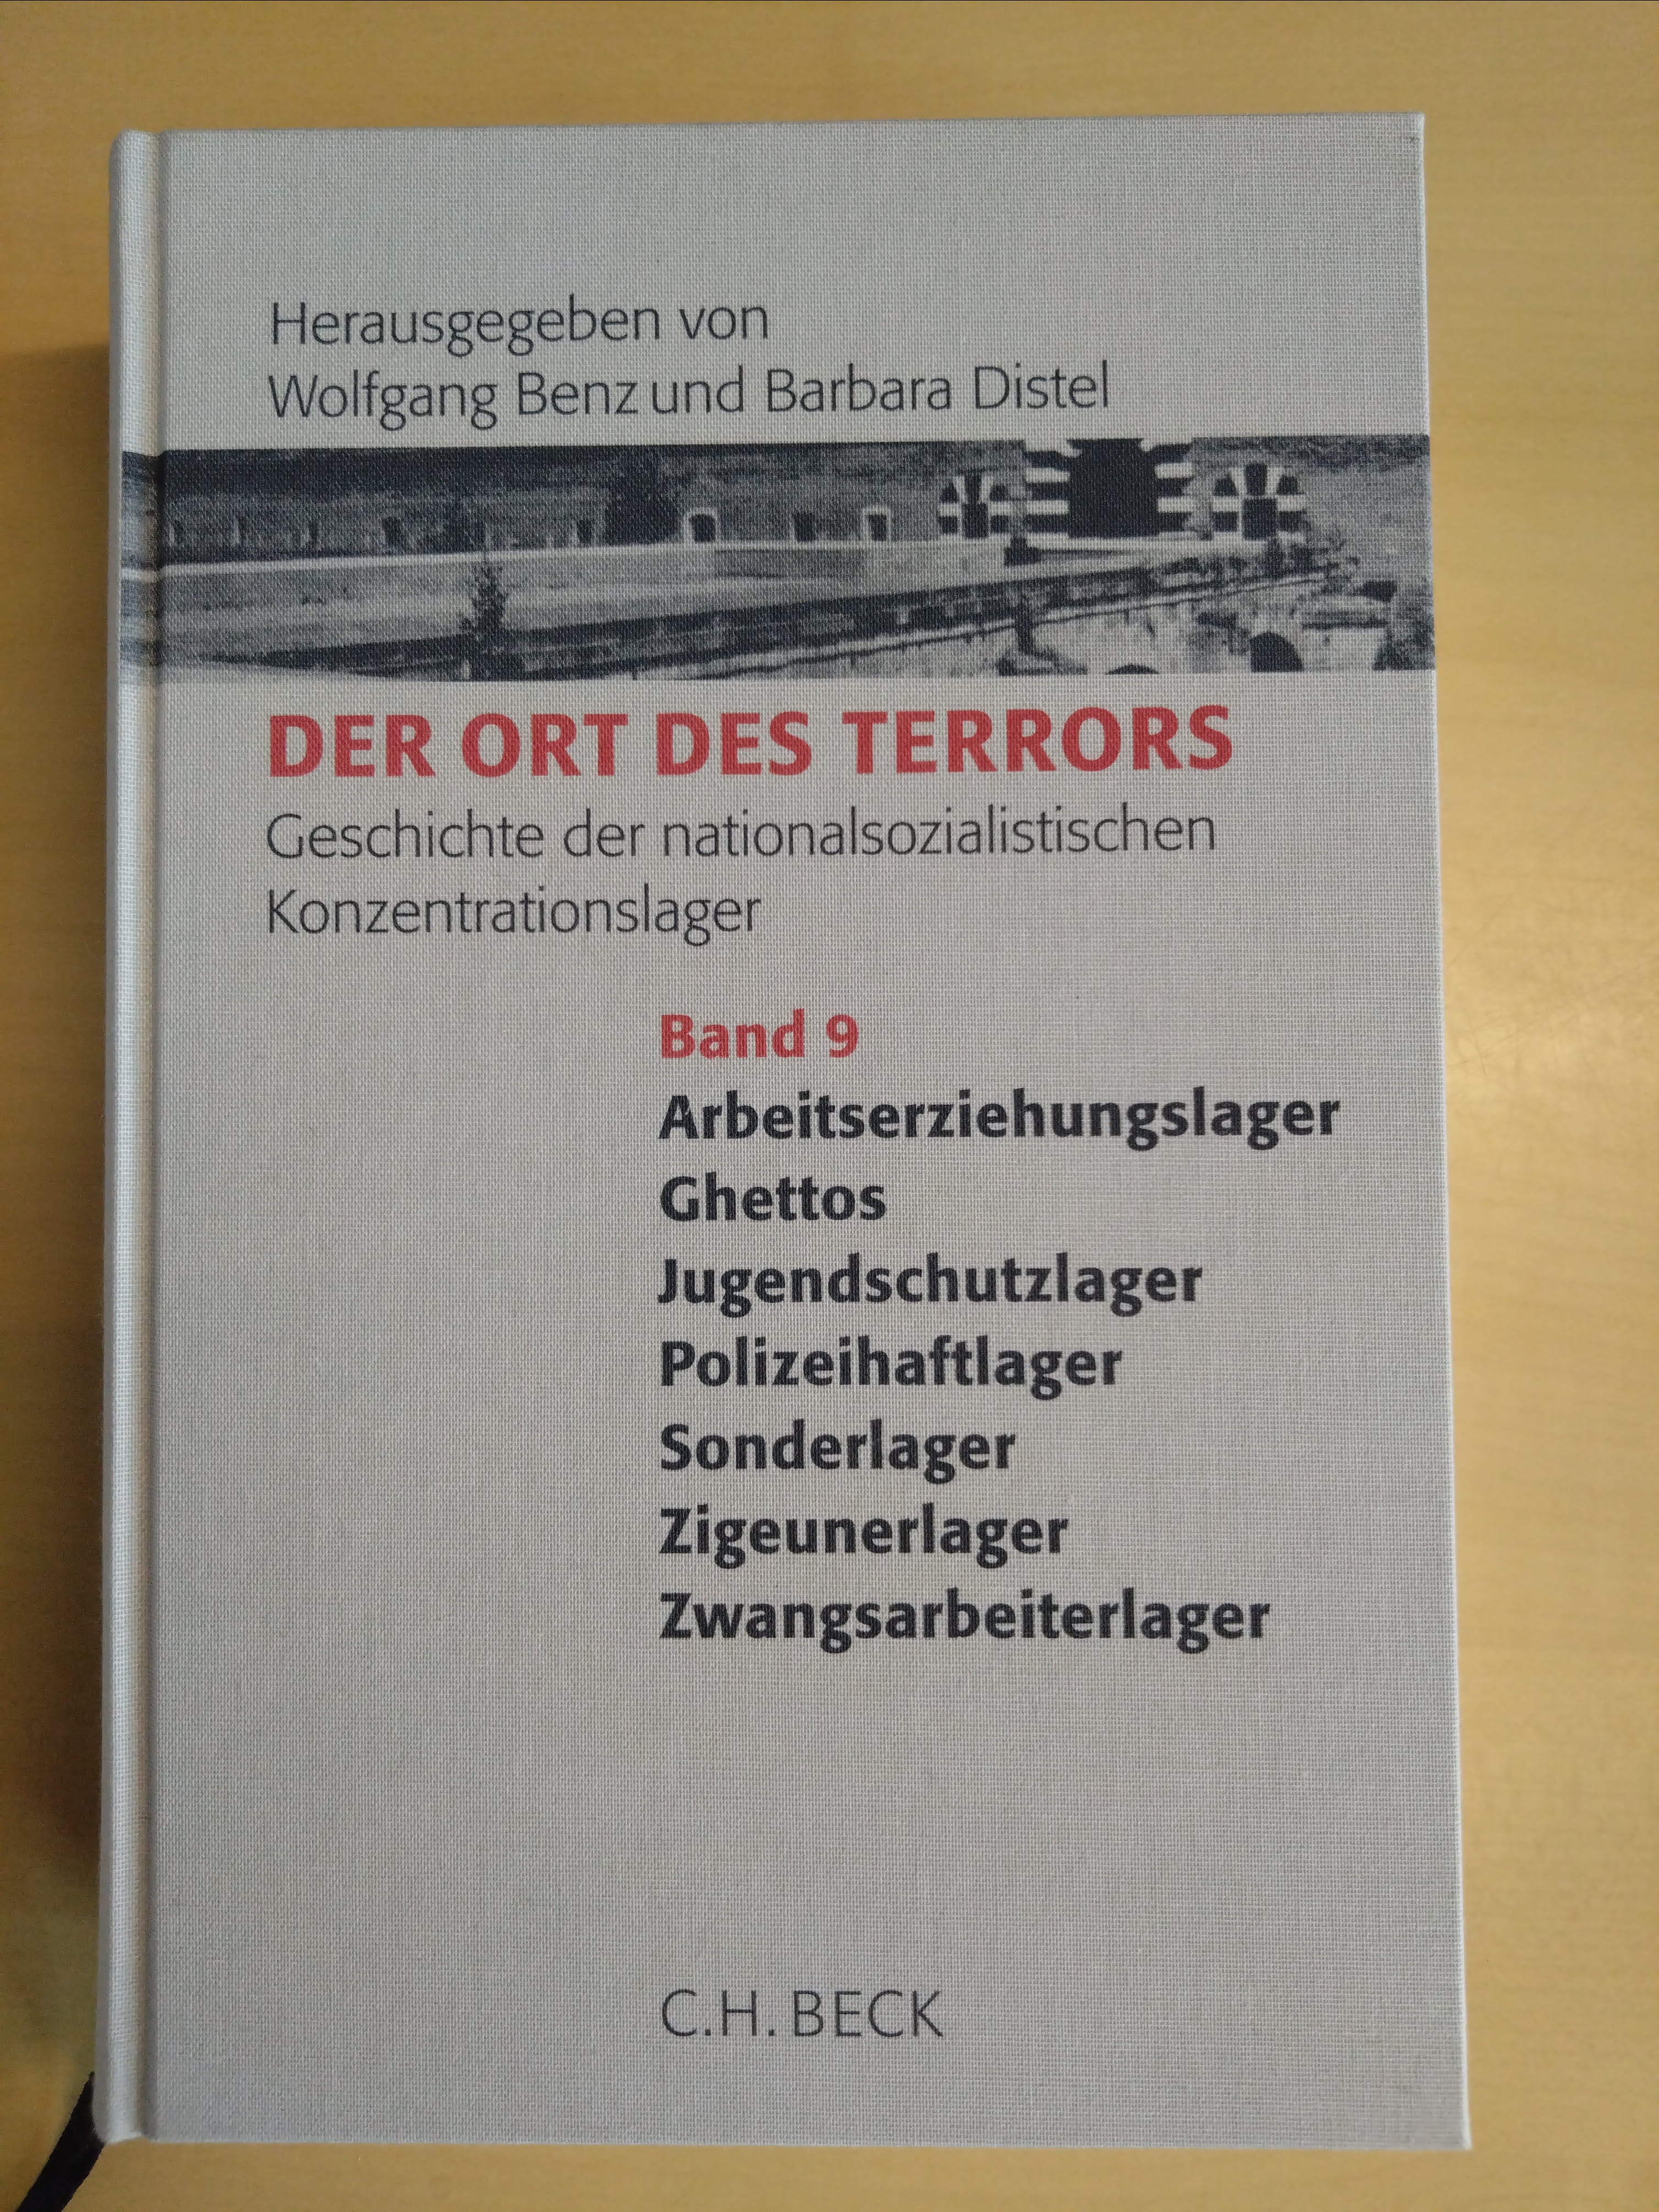 Herausgegeben von
Wolfgang Benz und Barbara Distel
DER ORT DES TERRORS
Geschichte der nationalsozialistischen
Konzentrationslager
Band 9
Arbeitserziehungslager
Ghettos
Jugendschutzlager
Polizeihaftlager
Sonderlager
Zigeunerlager
Zwangsarbeiterlager
C.H.BECK